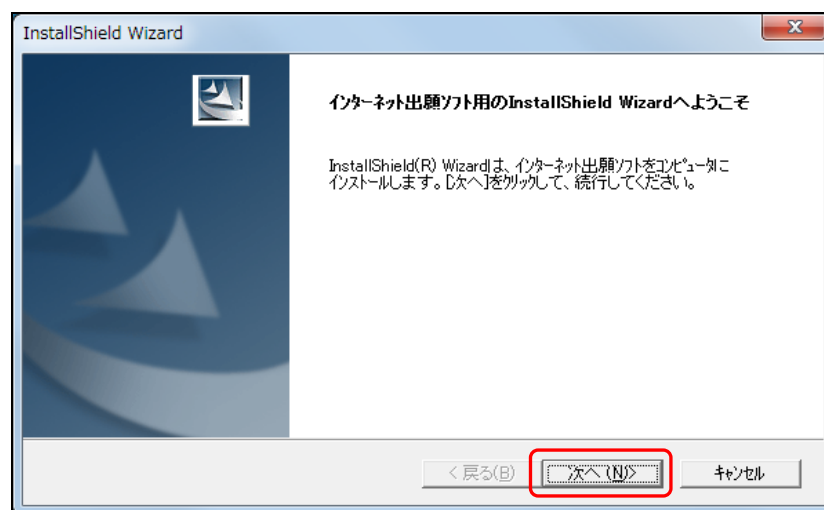 InstallShield Wizard
インターネット出願ソフト用のInstallShield Wizardへようこそ
InstallShield(R) Wizardは、インターネット出願ソフトをコンピュータに
インストールします。[次へ]をクリックして、続行してください。
< 戻る(B)
次へ (N)>
キャンセル